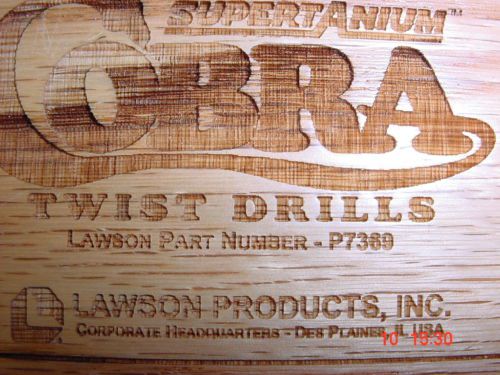 SUPERTANIUM™
COBRA
TWIST DRILLS
LAWSON PART NUMBER - P7369
LAWSON PRODUCTS, INC.
CORPORATE HEADQUARTERS - DES PLAINES, IL USA
10 15:30